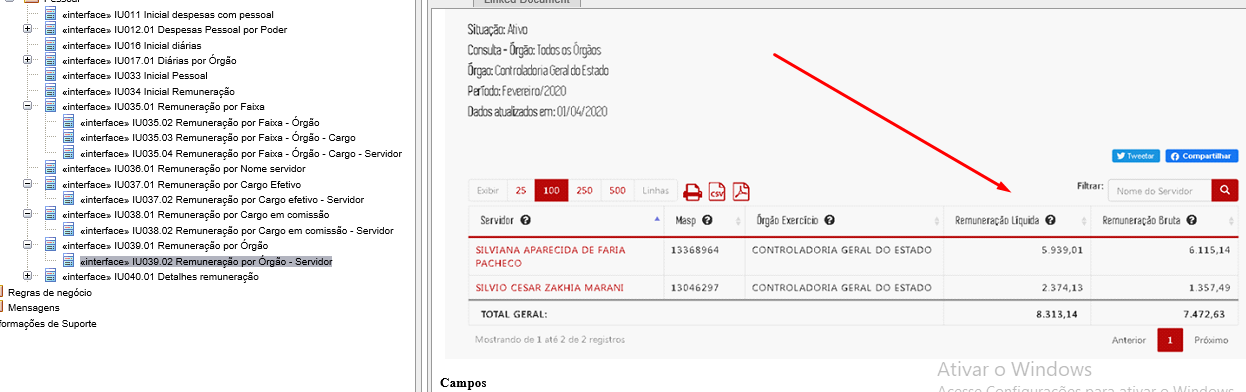 Pessoal
«interface» IU011 Inicial despesas com pessoal
«interface» IU012.01 Despesas Pessoal por Poder
«interface» IU016 Inicial diárias
«interface» IU017.01 Diárias por Órgão
«interface» IU033 Inicial Pessoal
«interface» IU034 Inicial Remuneração
«interface» IU035.01 Remuneração por Faixa
«interface» IU035.02 Remuneração por Faixa - Órgão
«interface» IU035.03 Remuneração por Faixa - Órgão - Cargo
«interface» IU035.04 Remuneração por Faixa - Órgão - Cargo - Servidor
«interface» IU036.01 Remuneração por Nome servidor
«interface» IU037.01 Remuneração por Cargo Efetivo
«interface» IU037.02 Remuneração por Cargo efetivo - Servidor
«interface» IU038.01 Remuneração por Cargo em comissão
«interface» IU038.02 Remuneração por Cargo em comissão - Servidor
«interface» IU039.01 Remuneração por Órgão
«interface» IU039.02 Remuneração por Órgão - Servidor
«interface» IU040.01 Detalhes remuneração
Regras de negócio
Mensagens
formações de Suporte
Linked Document
Situação: Ativo
Consulta - Órgão: Todos os Órgãos
Órgao: Controladoria Geral do Estado
Período: Fevereiro/2020
Dados atualizados em: 01/04/2020
Tweetar Compartilhar
Exibir 25 100 250 500 Linhas CSV Filtrar: Nome do Servidor
Servidor Masp Órgão Exercício Remuneração Líquida Remuneração Bruta
SILVIANA APARECIDA DE FARIA PACHECO 13368964 CONTROLADORIA GERAL DO ESTADO 5.939,01 6.115,14
SILVIO CESAR ZAKHIA MARANI 13046297 CONTROLADORIA GERAL DO ESTADO 2.374,13 1.357,49
TOTAL GERAL: 8.313,14 7.472,63
Mostrando de 1 até 2 de 2 registros Anterior 1 Próximo
Campos
Ativar o Windows
Acesse Configurações para ativar o Windows